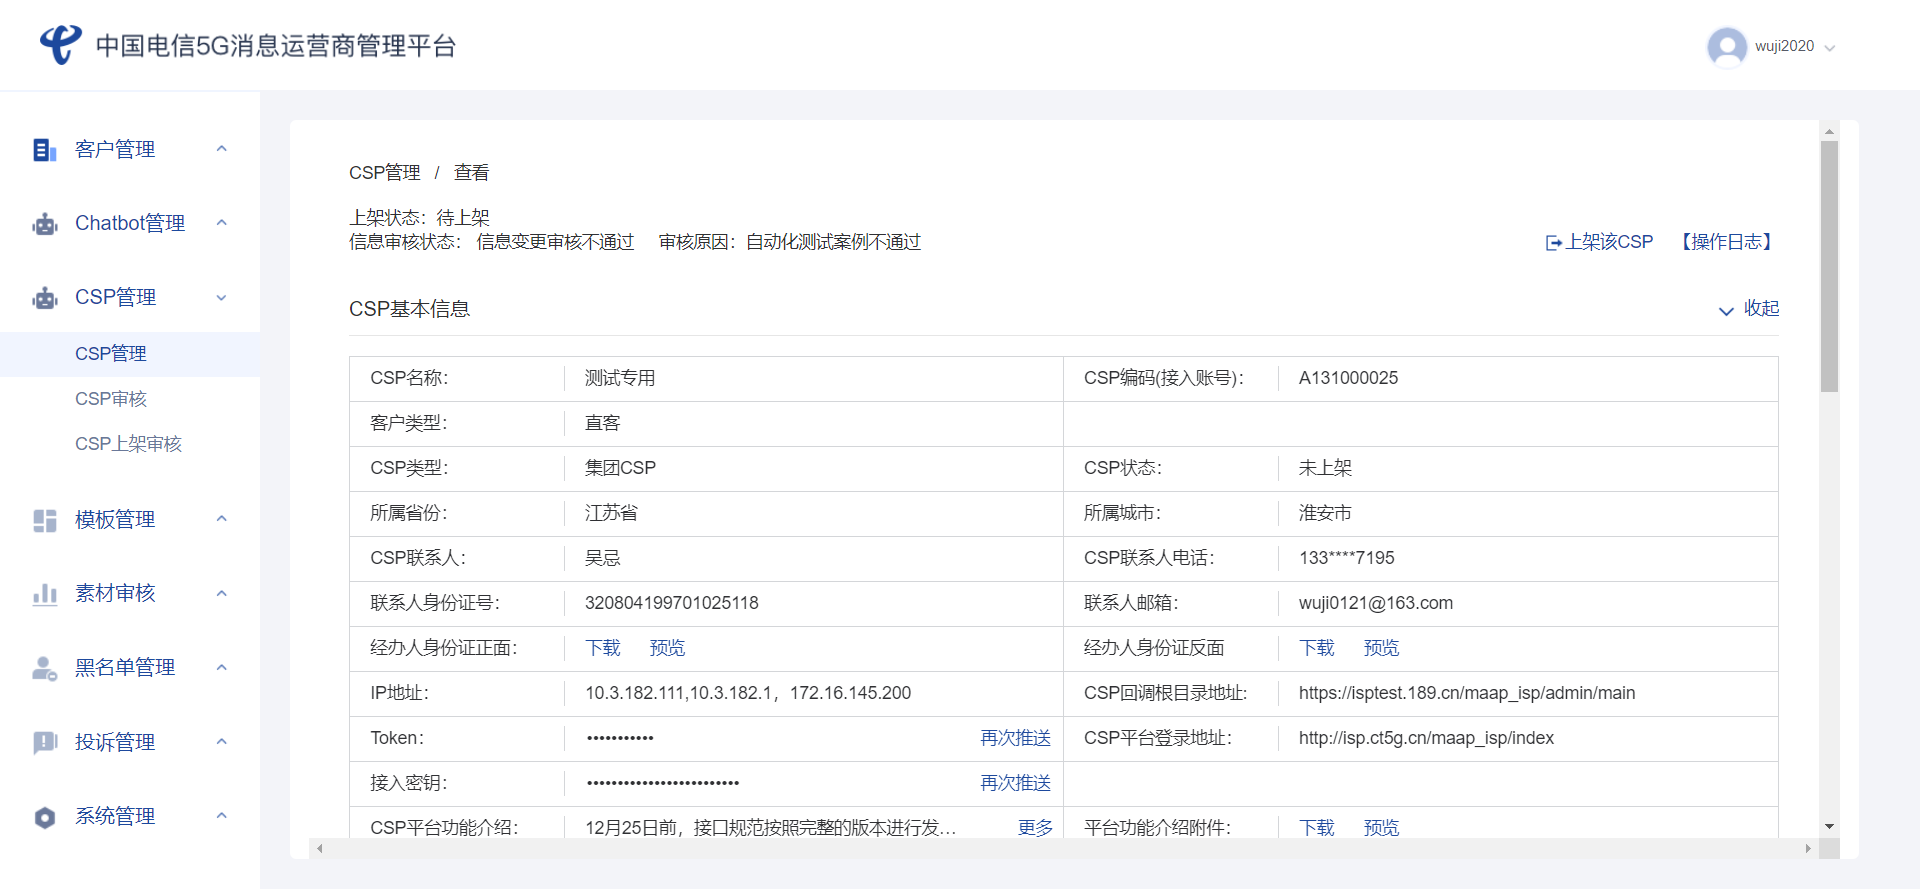 中国电信5G消息运营商管理平台
wuji2020
客户管理
Chatbot管理
CSP管理
CSP管理
CSP审核
CSP上架审核
模板管理
素材审核
黑名单管理
投诉管理
系统管理
CSP管理 / 查看
上架状态：待上架
信息审核状态： 信息变更审核不通过 审核原因：自动化测试案例不通过
上架该CSP 【操作日志】
CSP基本信息 收起
CSP名称： 测试专用 CSP编码(接入账号)： A131000025
客户类型： 直客
CSP类型： 集团CSP CSP状态： 未上架
所属省份： 江苏省 所属城市： 淮安市
CSP联系人： 吴忌 CSP联系人电话： 133****7195
联系人身份证号： 320804199701025118 联系人邮箱： wuji0121@163.com
经办人身份证正面： 下载 预览 经办人身份证反面 下载 预览
IP地址： 10.3.182.111,10.3.182.1，172.16.145.200 CSP回调根目录地址: https://isptest.189.cn/maap_isp/admin/main
Token： ••••••••••• 再次推送 CSP平台登录地址： http://isp.ct5g.cn/maap_isp/index
接入密钥： ••••••••••••••••••••••••• 再次推送
CSP平台功能介绍： 12月25日前，接口规范按照完整的版本进行发... 更多 平台功能介绍附件： 下载 预览